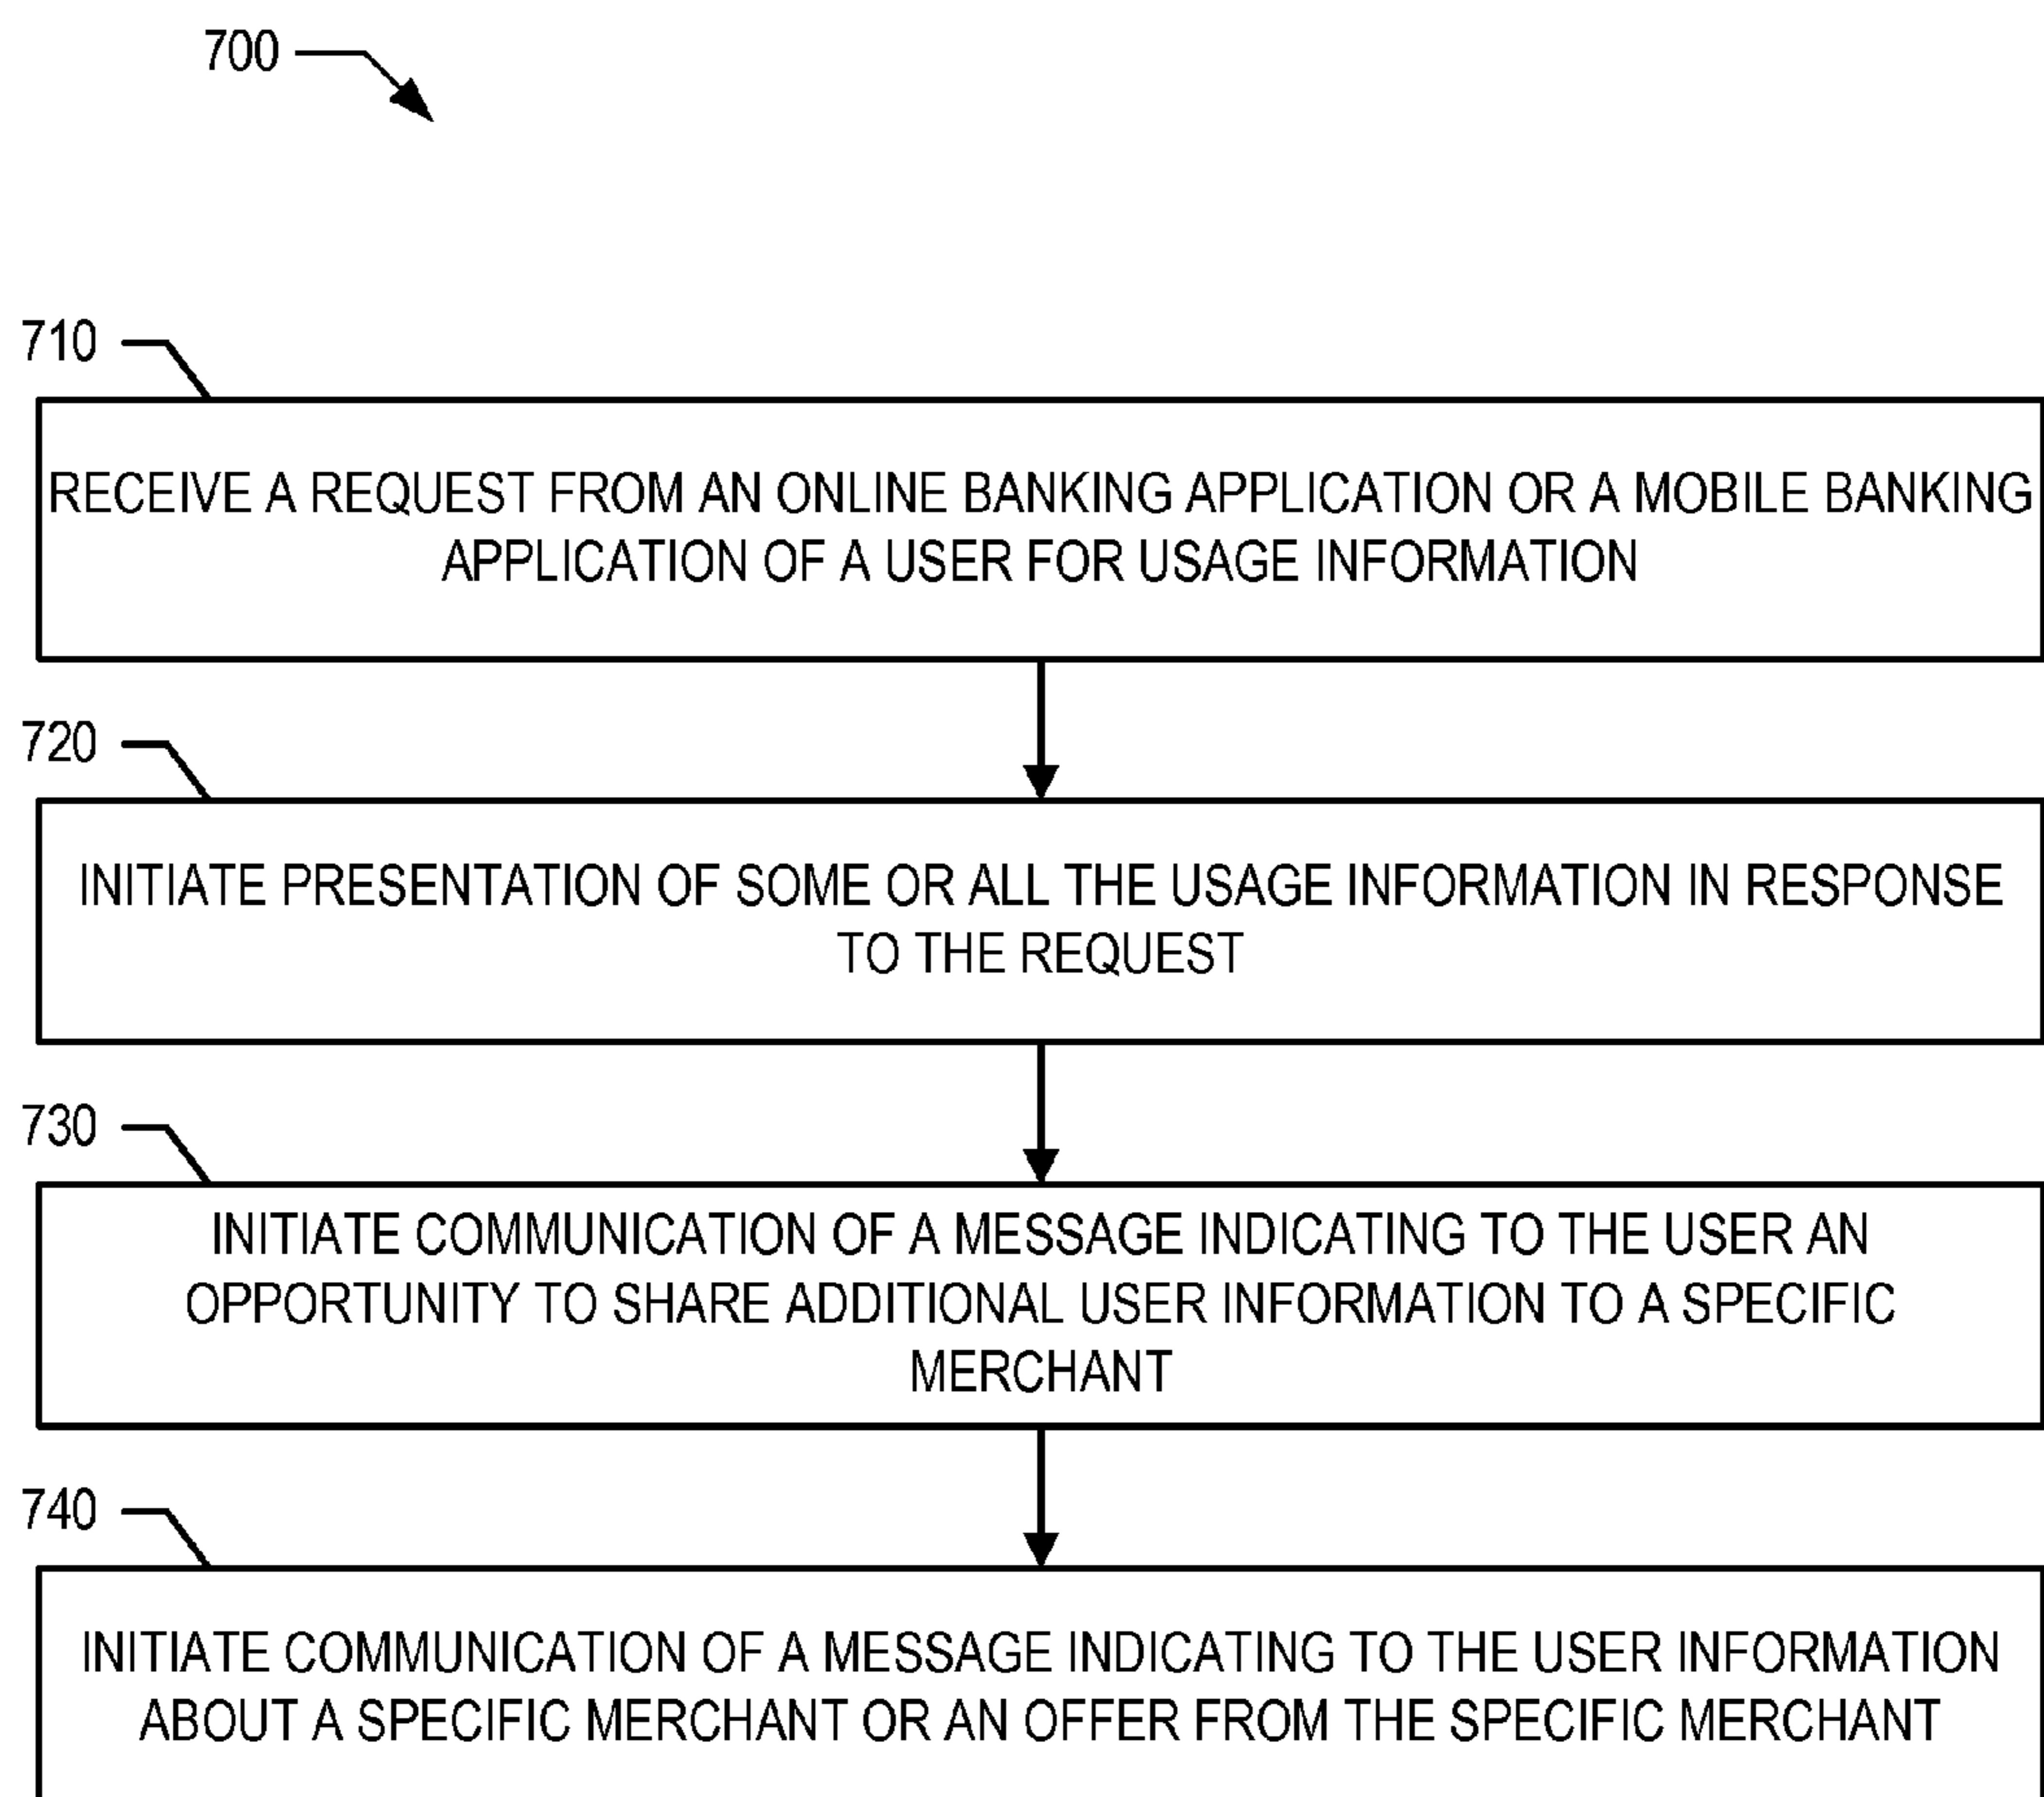 700
710
RECEIVE A REQUEST FROM AN ONLINE BANKING APPLICATION OR A MOBILE BANKING
APPLICATION OF A USER FOR USAGE INFORMATION
720
INITIATE PRESENTATION OF SOME OR ALL THE USAGE INFORMATION IN RESPONSE
TO THE REQUEST
730
INITIATE COMMUNICATION OF A MESSAGE INDICATING TO THE USER AN
OPPORTUNITY TO SHARE ADDITIONAL USER INFORMATION TO A SPECIFIC
MERCHANT
740
INITIATE COMMUNICATION OF A MESSAGE INDICATING TO THE USER INFORMATION
ABOUT A SPECIFIC MERCHANT OR AN OFFER FROM THE SPECIFIC MERCHANT